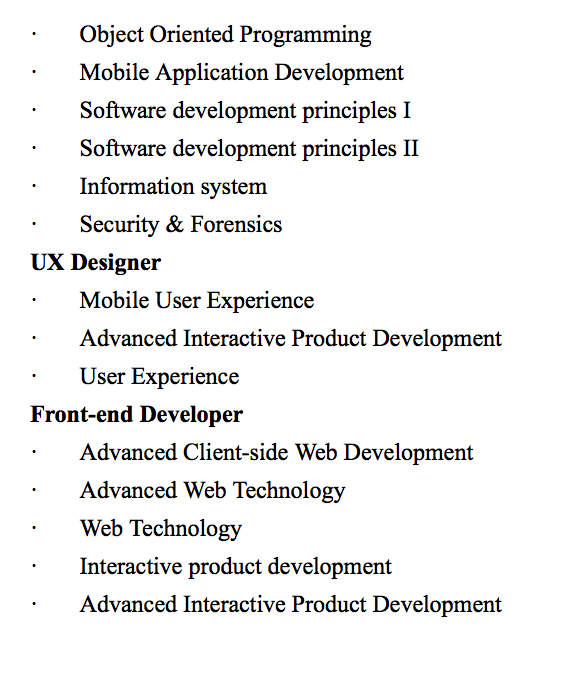 · Object Oriented Programming
· Mobile Application Development
· Software development principles I
· Software development principles II
· Information system
· Security & Forensics
UX Designer
· Mobile User Experience
· Advanced Interactive Product Development
· User Experience
Front-end Developer
· Advanced Client-side Web Development
· Advanced Web Technology
· Web Technology
· Interactive product development
· Advanced Interactive Product Development